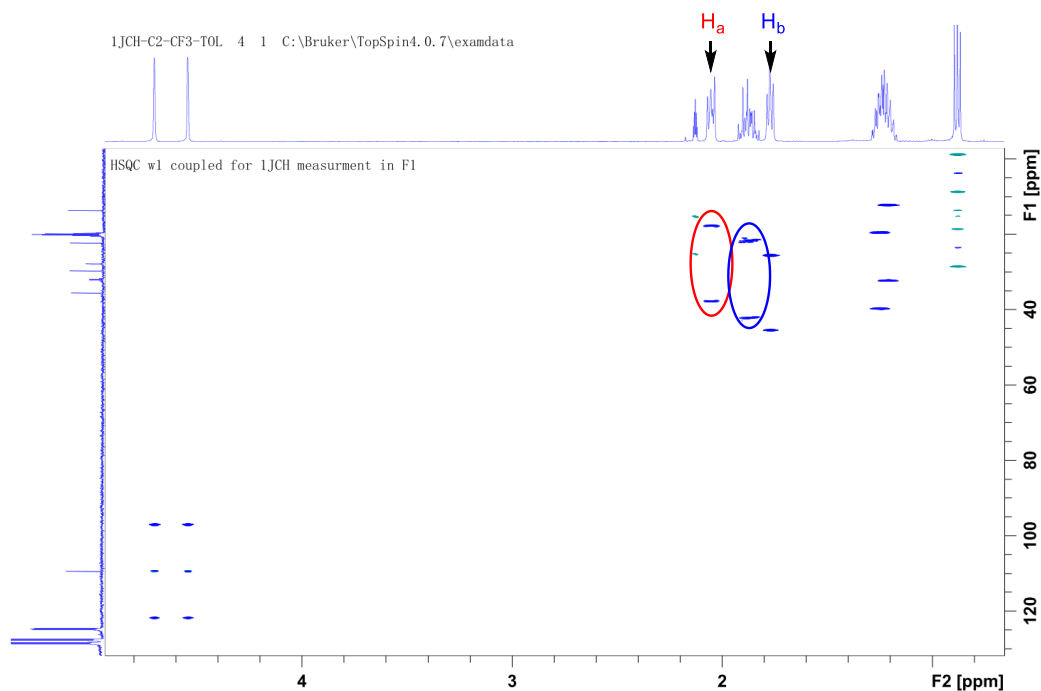 Ha Hb
1JCH-C2-CF3-TOL 4 1 C:\Bruker\TopSpin4.0.7\examdata
HSQC w1 coupled for 1JCH measurment in F1
F1 [ppm]
40
60
80
100
120
4 3 2 F2 [ppm]